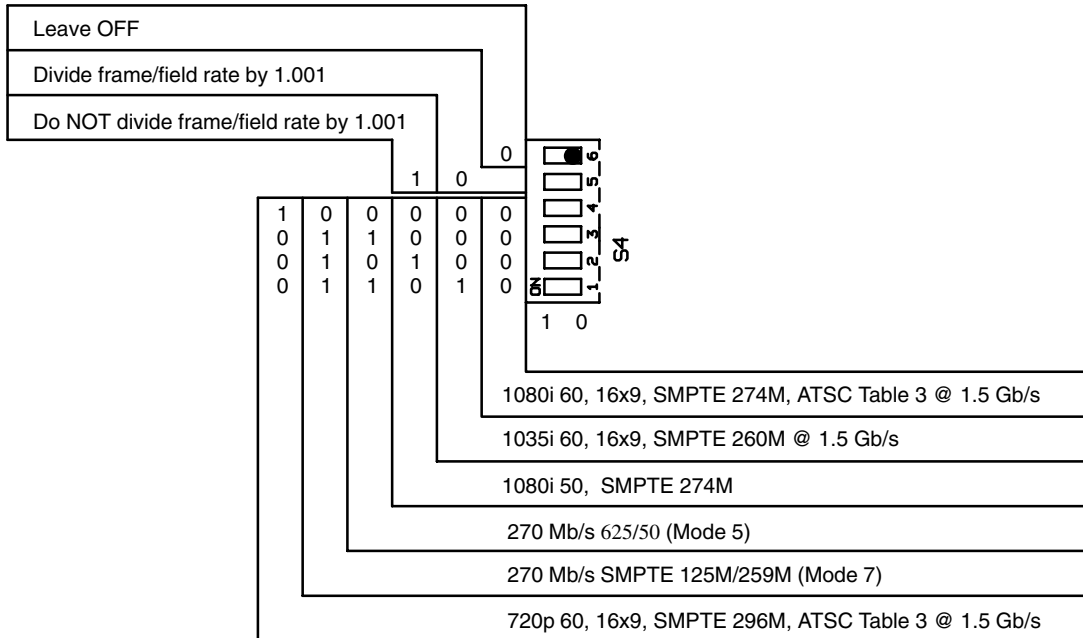 Leave OFF
Divide frame/field rate by 1.001
Do NOT divide frame/field rate by 1.001
0
1 0
1 0 0 0 0 0
0 1 1 0 0 0
0 1 0 1 0 0
0 1 1 0 1 0
6
5
4
3
2
ON 1
S4
1 0
1080i 60, 16x9, SMPTE 274M, ATSC Table 3 @ 1.5 Gb/s
1035i 60, 16x9, SMPTE 260M @ 1.5 Gb/s
1080i 50, SMPTE 274M
270 Mb/s 625/50 (Mode 5)
270 Mb/s SMPTE 125M/259M (Mode 7)
720p 60, 16x9, SMPTE 296M, ATSC Table 3 @ 1.5 Gb/s